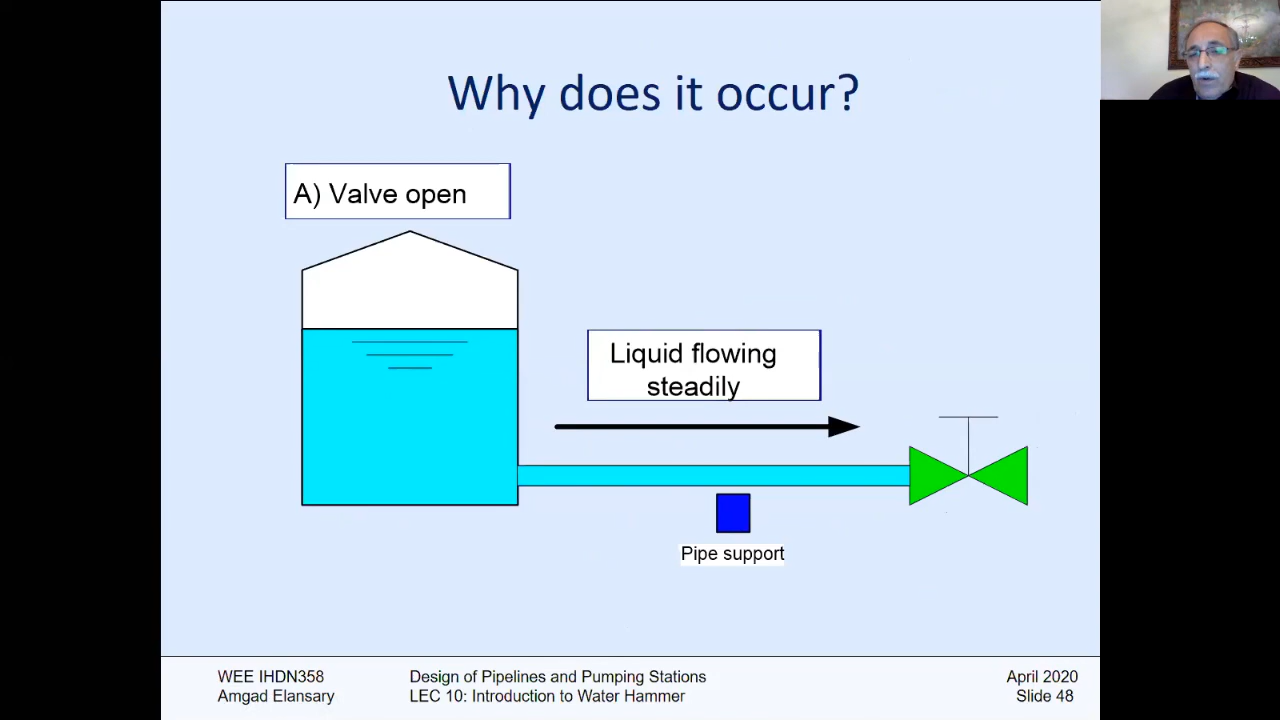 Why does it occur?
A) Valve open
Liquid flowing
steadily
Pipe support
WEE IHDN358
Amgad Elansary
Design of Pipelines and Pumping Stations
LEC 10: Introduction to Water Hammer
April 2020
Slide 48